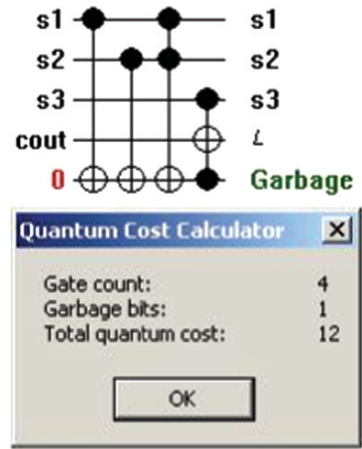 s1 s1
s2 s2
s3 s3
cout L
0 Garbage
Quantum Cost Calculator
Gate count: 4
Garbage bits: 1
Total quantum cost: 12
OK